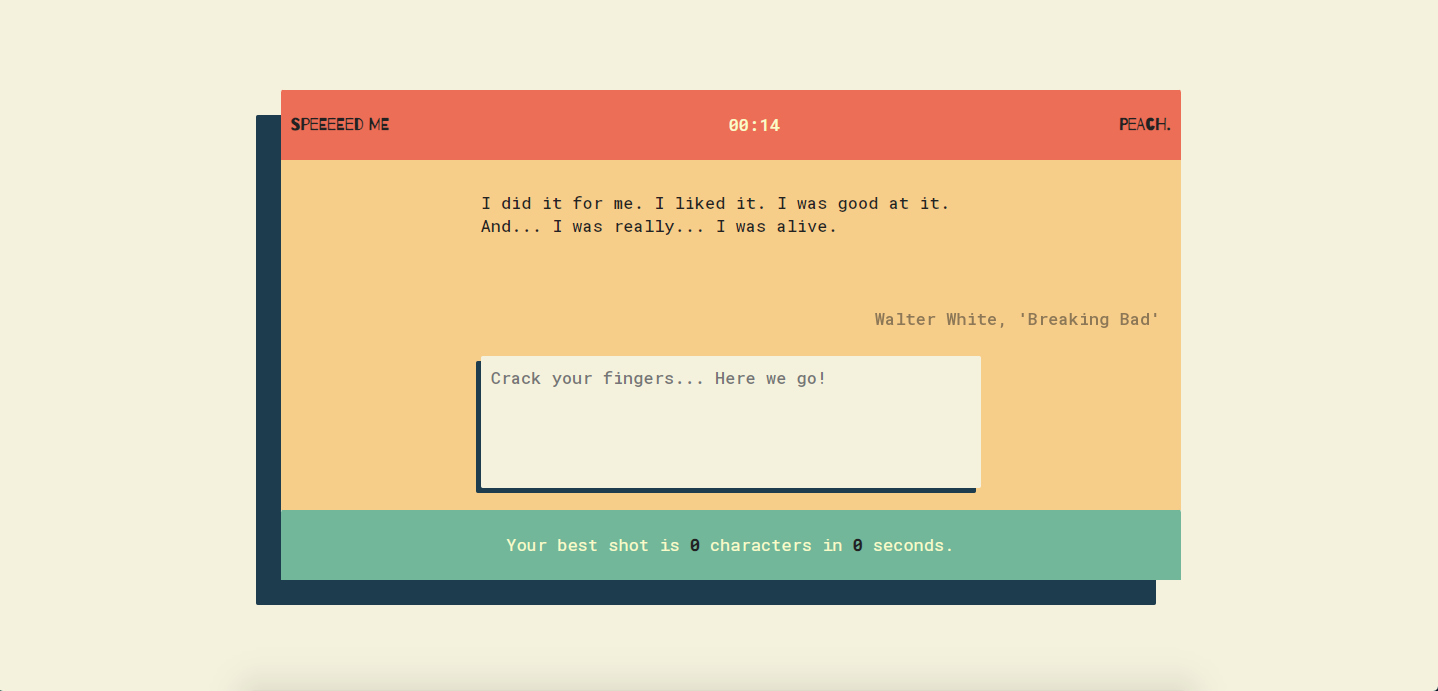 SPEEEEED ME
00:14
PEACH.
I did it for me. I liked it. I was good at it.
And... I was really... I was alive.
Walter White, 'Breaking Bad'
Crack your fingers... Here we go!
Your best shot is 0 characters in 0 seconds.